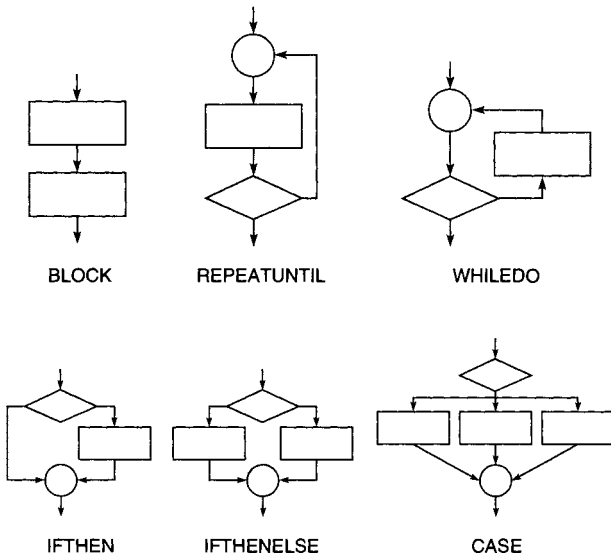 BLOCK
REPEATUNTIL
WHILEDO
IFTHEN
IFTHENELSE
CASE